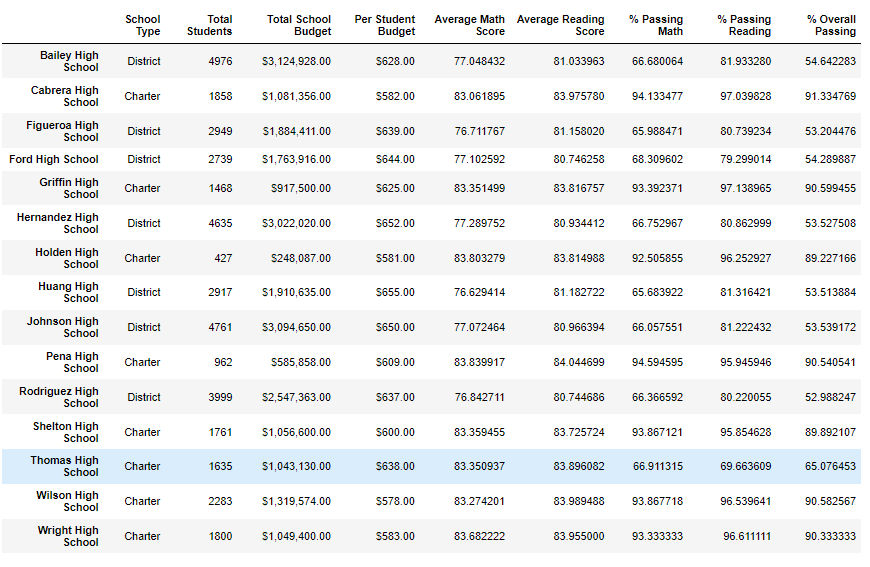 School Type Total Students Total School Budget Per Student Budget Average Math Score Average Reading Score % Passing Math % Passing Reading % Overall Passing
Bailey High School District 4976 $3,124,928.00 $628.00 77.048432 81.033963 66.680064 81.933280 54.642283
Cabrera High School Charter 1858 $1,081,356.00 $582.00 83.061895 83.975780 94.133477 97.039828 91.334769
Figueroa High School District 2949 $1,884,411.00 $639.00 76.711767 81.158020 65.988471 80.739234 53.204476
Ford High School District 2739 $1,763,916.00 $644.00 77.102592 80.746258 68.309602 79.299014 54.289887
Griffin High School Charter 1468 $917,500.00 $625.00 83.351499 83.816757 93.392371 97.138965 90.599455
Hernandez High School District 4635 $3,022,020.00 $652.00 77.289752 80.934412 66.752967 80.862999 53.527508
Holden High School Charter 427 $248,087.00 $581.00 83.803279 83.814988 92.505855 96.252927 89.227166
Huang High School District 2917 $1,910,635.00 $655.00 76.629414 81.182722 65.683922 81.316421 53.513884
Johnson High School District 4761 $3,094,650.00 $650.00 77.072464 80.966394 66.057551 81.222432 53.539172
Pena High School Charter 962 $585,858.00 $609.00 83.839917 84.044699 94.594595 95.945946 90.540541
Rodriguez High School District 3999 $2,547,363.00 $637.00 76.842711 80.744686 66.366592 80.220055 52.988247
Shelton High School Charter 1761 $1,056,600.00 $600.00 83.359455 83.725724 93.867121 95.854628 89.892107
Thomas High School Charter 1635 $1,043,130.00 $638.00 83.350937 83.896082 66.911315 69.663609 65.076453
Wilson High School Charter 2283 $1,319,574.00 $578.00 83.274201 83.989488 93.867718 96.539641 90.582567
Wright High School Charter 1800 $1,049,400.00 $583.00 83.682222 83.955000 93.333333 96.611111 90.333333